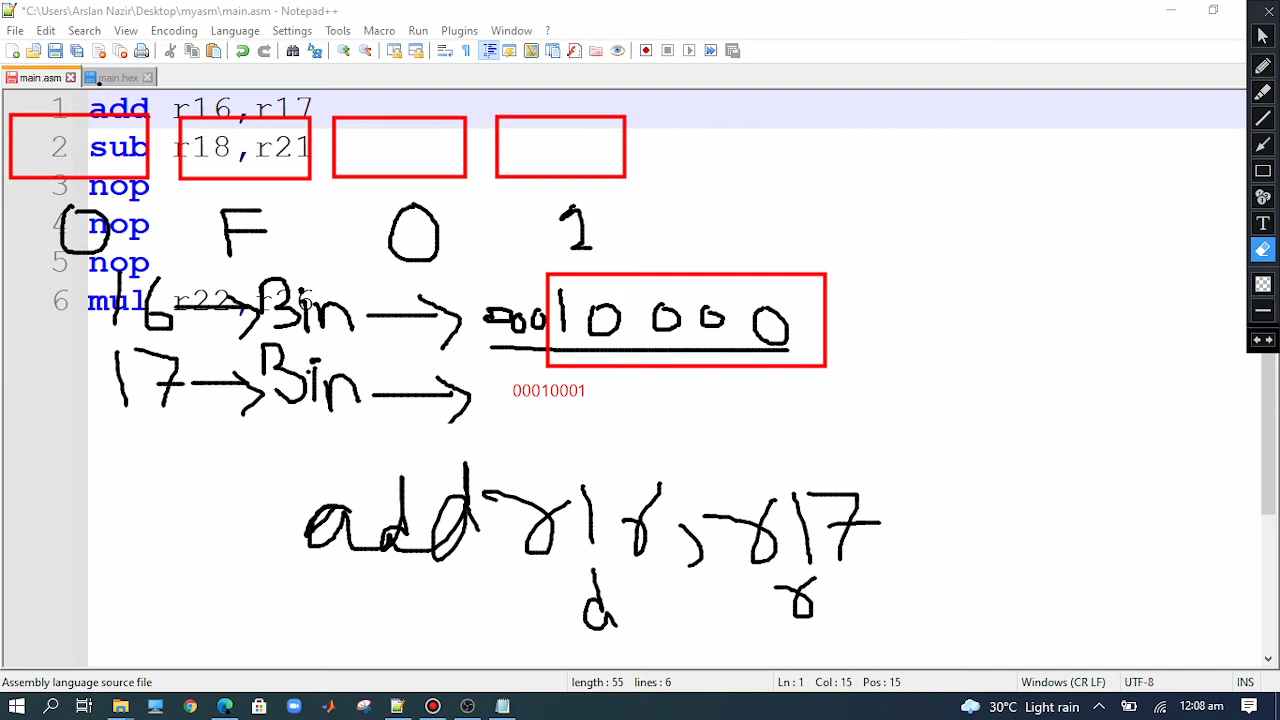 *C:\Users\Arslan Nazir\Desktop\myasm\main.asm - Notepad++
File Edit Search View Encoding Language Settings Tools Macro Run Plugins Window ?
main.asm main.hex
1 add r16,r17
2 sub r18,r21
3 nop
4 nop
5 nop
6 mul r22,r26
0 F 0 1
16 → Bin → 00010000
17 → Bin → 00010001
add r16, r17
d r
Assembly language source file length: 55 lines: 6 Ln: 1 Col: 15 Pos: 15 Windows (CR LF) UTF-8 INS
30°C Light rain 12:08 am